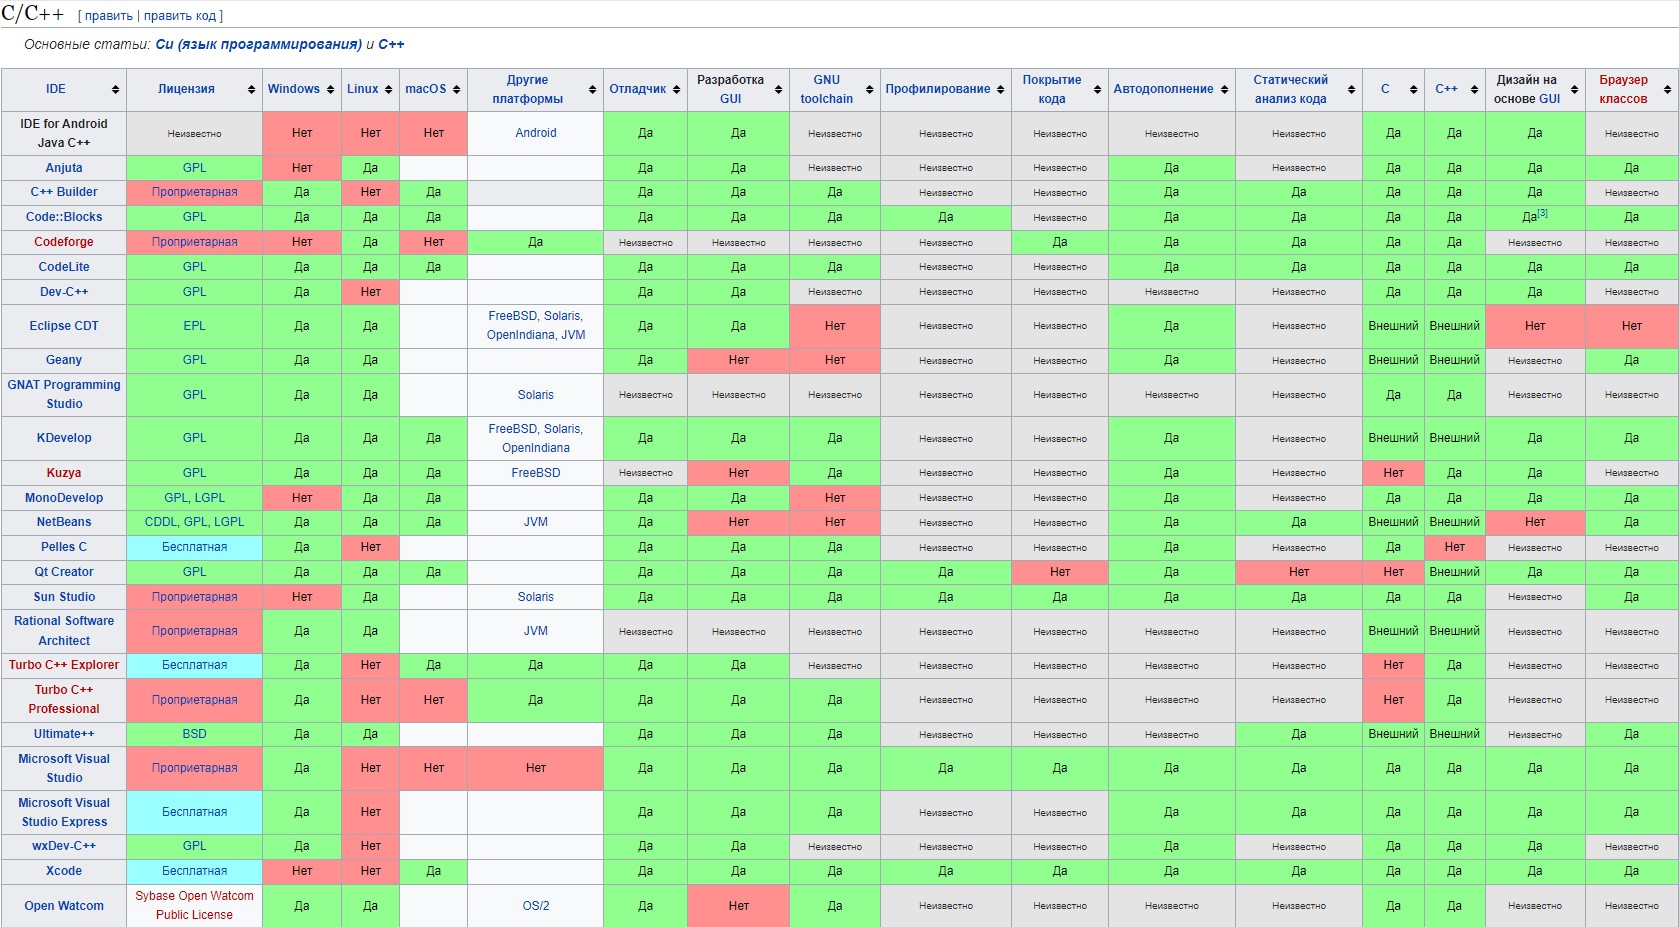 C/C++ [ править | править код ]
Основные статьи: Си (язык программирования) и C++
IDE Лицензия Windows Linux macOS Другие платформы Отладчик Разработка GUI GNU toolchain Профилирование Покрытие кода Автодополнение Статический анализ кода C C++ Дизайн на основе GUI Браузер классов
IDE for Android Java C++ Неизвестно Нет Нет Нет Android Да Да Неизвестно Неизвестно Неизвестно Неизвестно Неизвестно Да Да Да Неизвестно
Anjuta GPL Нет Да Да Да Неизвестно Неизвестно Неизвестно Да Неизвестно Да Да Да Да
C++ Builder Проприетарная Да Нет Да Да Да Да Неизвестно Неизвестно Да Да Да Да Да Неизвестно
Code::Blocks GPL Да Да Да Да Да Да Да Неизвестно Да Да Да Да Да[3] Да
Codeforge Проприетарная Нет Да Нет Да Неизвестно Неизвестно Неизвестно Неизвестно Да Да Да Да Да Неизвестно Неизвестно
CodeLite GPL Да Да Да Да Да Да Неизвестно Неизвестно Да Да Да Да Да Да
Dev-C++ GPL Да Нет Да Да Неизвестно Неизвестно Неизвестно Неизвестно Неизвестно Да Да Да Неизвестно
Eclipse CDT EPL Да Да FreeBSD, Solaris, OpenIndiana, JVM Да Да Нет Неизвестно Неизвестно Да Неизвестно Внешний Внешний Нет Нет
Geany GPL Да Да Да Нет Нет Неизвестно Неизвестно Да Неизвестно Внешний Внешний Неизвестно Да
GNAT Programming Studio GPL Да Да Solaris Неизвестно Неизвестно Неизвестно Неизвестно Неизвестно Неизвестно Неизвестно Да Да Неизвестно Неизвестно
KDevelop GPL Да Да Да FreeBSD, Solaris, OpenIndiana Да Да Да Неизвестно Неизвестно Да Неизвестно Внешний Внешний Да Да
Kuzya GPL Да Да Да FreeBSD Неизвестно Нет Да Неизвестно Неизвестно Да Неизвестно Нет Да Да Неизвестно
MonoDevelop GPL, LGPL Нет Да Да Да Да Нет Неизвестно Неизвестно Да Неизвестно Да Да Да Да
NetBeans CDDL, GPL, LGPL Да Да Да JVM Да Нет Нет Неизвестно Неизвестно Да Да Внешний Внешний Нет Да
Pelles C Бесплатная Да Нет Да Да Да Неизвестно Неизвестно Да Неизвестно Да Нет Неизвестно Неизвестно
Qt Creator GPL Да Да Да Да Да Да Да Нет Да Нет Нет Внешний Да Да
Sun Studio Проприетарная Нет Да Solaris Да Да Да Да Да Да Да Да Да Неизвестно Да
Rational Software Architect Проприетарная Да Да JVM Неизвестно Неизвестно Неизвестно Неизвестно Неизвестно Неизвестно Неизвестно Внешний Внешний Неизвестно Неизвестно
Turbo C++ Explorer Бесплатная Да Нет Да Да Да Да Неизвестно Неизвестно Неизвестно Неизвестно Неизвестно Нет Да Неизвестно Неизвестно
Turbo C++ Professional Проприетарная Да Нет Нет Да Да Да Да Неизвестно Неизвестно Неизвестно Неизвестно Нет Да Неизвестно Неизвестно
Ultimate++ BSD Да Да Да Да Да Неизвестно Неизвестно Неизвестно Да Внешний Внешний Неизвестно Да
Microsoft Visual Studio Проприетарная Да Нет Нет Нет Да Да Да Да Да Да Да Да Да Да Да
Microsoft Visual Studio Express Бесплатная Да Нет Да Да Да Неизвестно Неизвестно Да Да Да Да Да Да
wxDev-C++ GPL Да Нет Да Да Неизвестно Неизвестно Неизвестно Да Неизвестно Да Да Да Неизвестно
Xcode Бесплатная Нет Нет Да Да Да Да Да Да Да Да Да Да Да Да
Open Watcom Sybase Open Watcom Public License Да Да OS/2 Да Нет Да Неизвестно Неизвестно Неизвестно Неизвестно Да Да Неизвестно Неизвестно